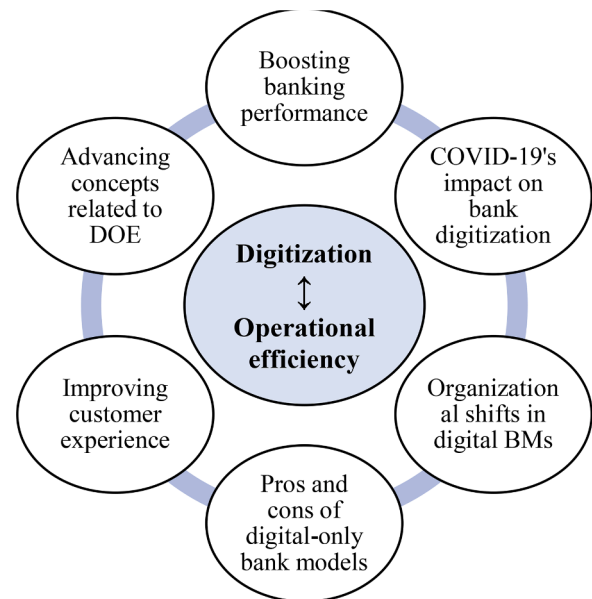 Boosting
banking
performance
COVID-19's
impact on
bank
digitization
Organization
al shifts in
digital BMs
Pros and
cons of
digital-only
bank models
Improving
customer
experience
Advancing
concepts
related to
DOE
Digitization
↕
Operational
efficiency